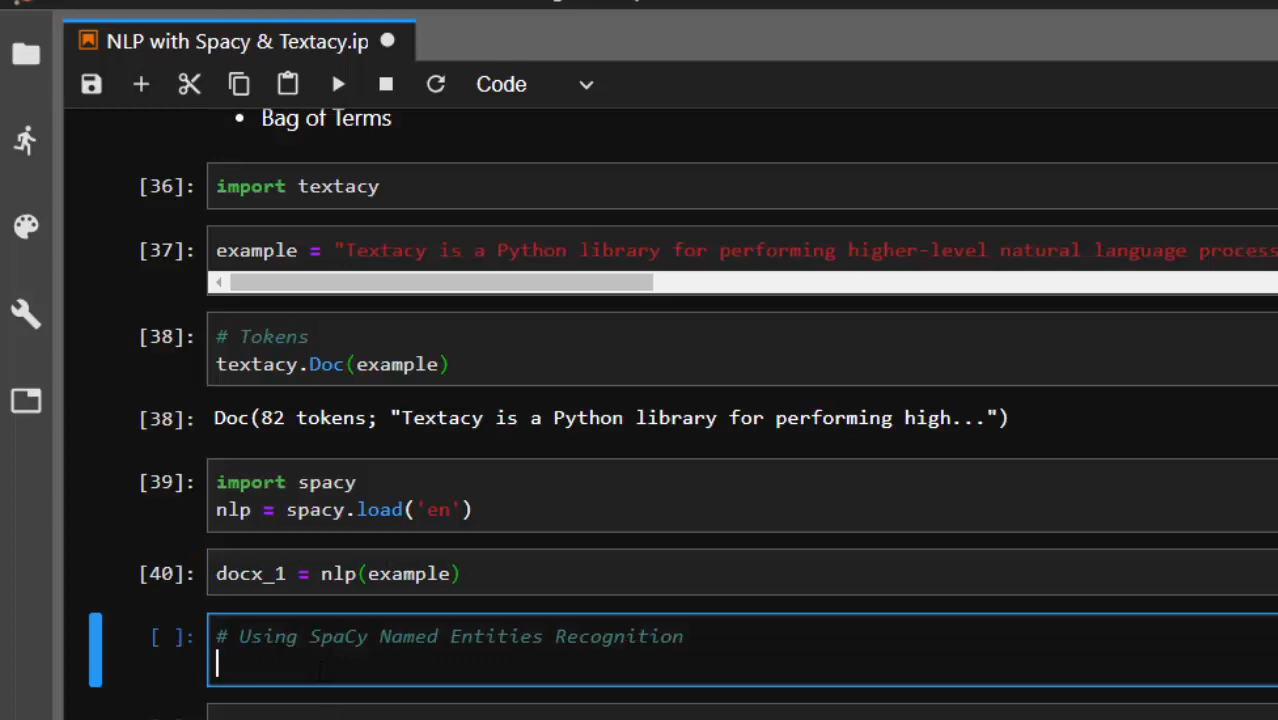 NLP with Spacy & Textacy.ip
Code
• Bag of Terms
[36]: import textacy
[37]: example = "Textacy is a Python library for performing higher-level natural language process
[38]: # Tokens
textacy.Doc(example)
[38]: Doc(82 tokens; "Textacy is a Python library for performing high...")
[39]: import spacy
nlp = spacy.load('en')
[40]: docx_1 = nlp(example)
[ ]: # Using SpaCy Named Entities Recognition